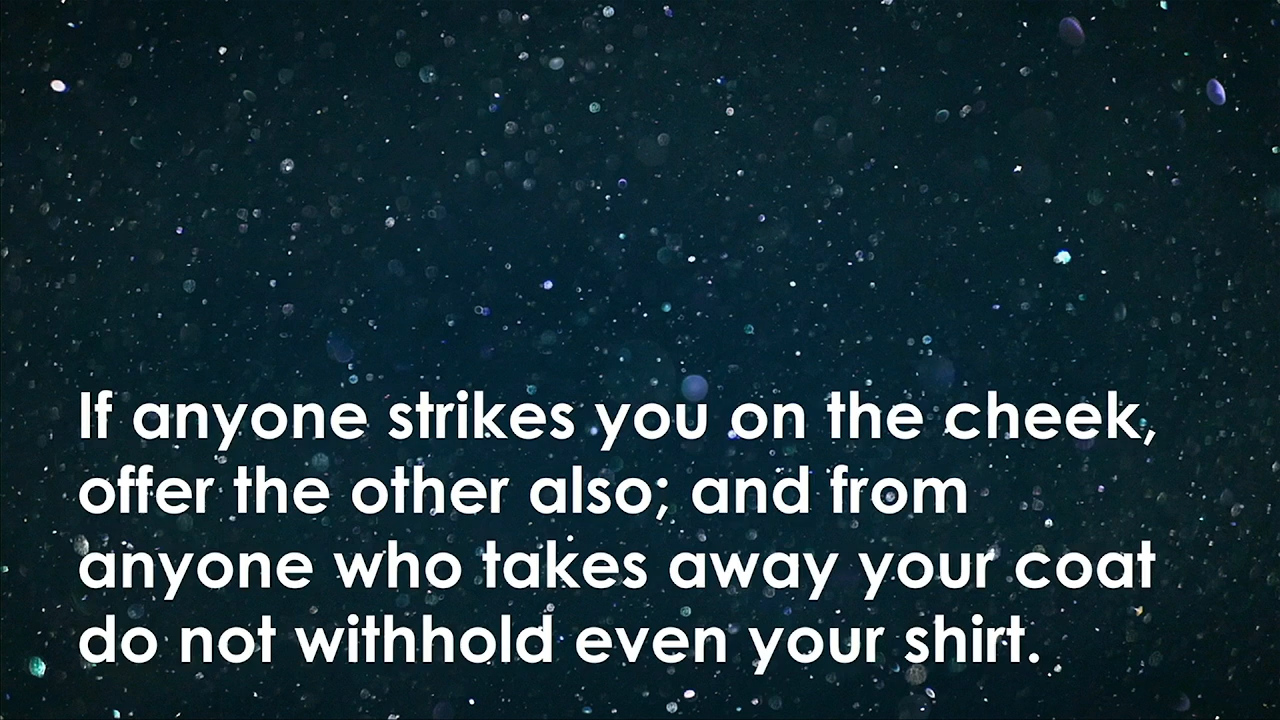 If anyone strikes you on the cheek,
offer the other also; and from
anyone who takes away your coat
do not withhold even your shirt.